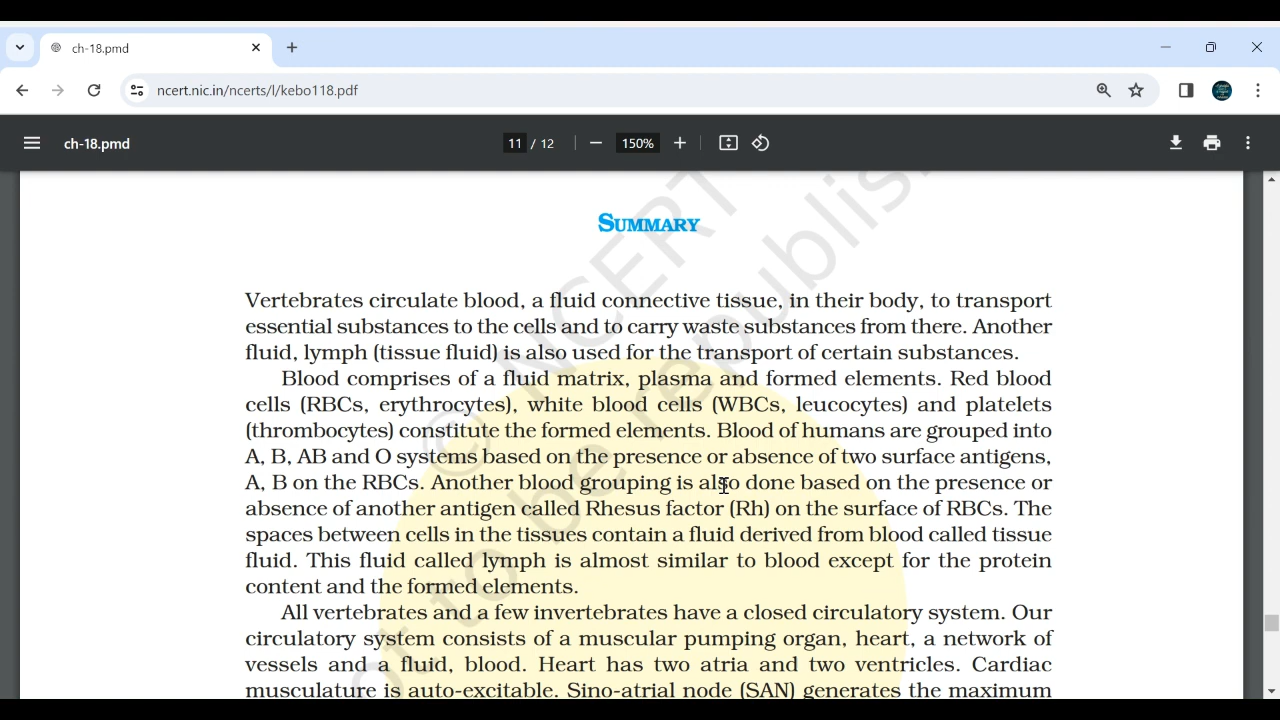 ch-18.pmd
ncert.nic.in/ncerts/l/kebo118.pdf
ch-18.pmd
11 / 12
150%
SUMMARY
Vertebrates circulate blood, a fluid connective tissue, in their body, to transport
essential substances to the cells and to carry waste substances from there. Another
fluid, lymph (tissue fluid) is also used for the transport of certain substances.
Blood comprises of a fluid matrix, plasma and formed elements. Red blood
cells (RBCs, erythrocytes), white blood cells (WBCs, leucocytes) and platelets
(thrombocytes) constitute the formed elements. Blood of humans are grouped into
A, B, AB and O systems based on the presence or absence of two surface antigens,
A, B on the RBCs. Another blood grouping is also done based on the presence or
absence of another antigen called Rhesus factor (Rh) on the surface of RBCs. The
spaces between cells in the tissues contain a fluid derived from blood called tissue
fluid. This fluid called lymph is almost similar to blood except for the protein
content and the formed elements.
All vertebrates and a few invertebrates have a closed circulatory system. Our
circulatory system consists of a muscular pumping organ, heart, a network of
vessels and a fluid, blood. Heart has two atria and two ventricles. Cardiac
musculature is auto-excitable. Sino-atrial node (SAN) generates the maximum
© NCERT
not to be republis